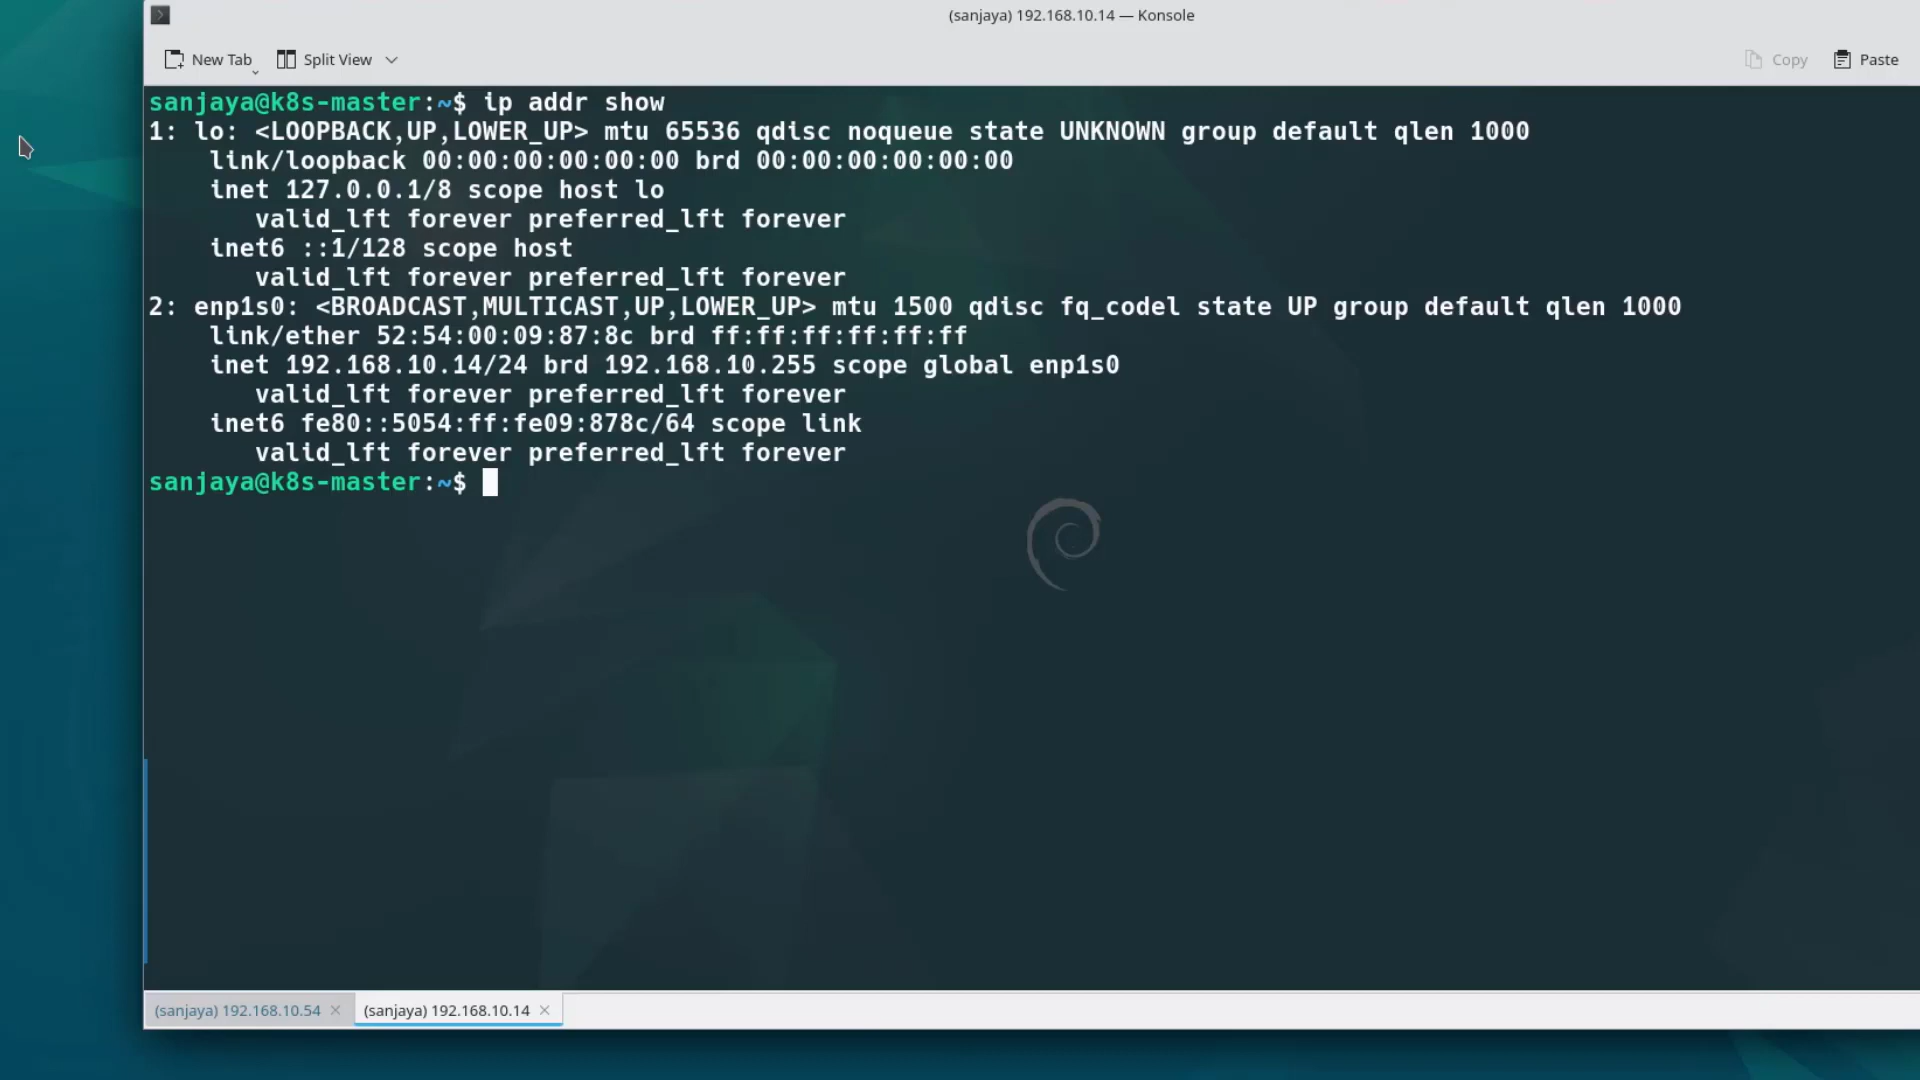 (sanjaya) 192.168.10.14 — Konsole
New Tab Split View Copy Paste
sanjaya@k8s-master:~$ ip addr show
1: lo: <LOOPBACK,UP,LOWER_UP> mtu 65536 qdisc noqueue state UNKNOWN group default qlen 1000
    link/loopback 00:00:00:00:00:00 brd 00:00:00:00:00:00
    inet 127.0.0.1/8 scope host lo
       valid_lft forever preferred_lft forever
    inet6 ::1/128 scope host
       valid_lft forever preferred_lft forever
2: enp1s0: <BROADCAST,MULTICAST,UP,LOWER_UP> mtu 1500 qdisc fq_codel state UP group default qlen 1000
    link/ether 52:54:00:09:87:8c brd ff:ff:ff:ff:ff:ff
    inet 192.168.10.14/24 brd 192.168.10.255 scope global enp1s0
       valid_lft forever preferred_lft forever
    inet6 fe80::5054:ff:fe09:878c/64 scope link
       valid_lft forever preferred_lft forever
sanjaya@k8s-master:~$
(sanjaya) 192.168.10.54 (sanjaya) 192.168.10.14